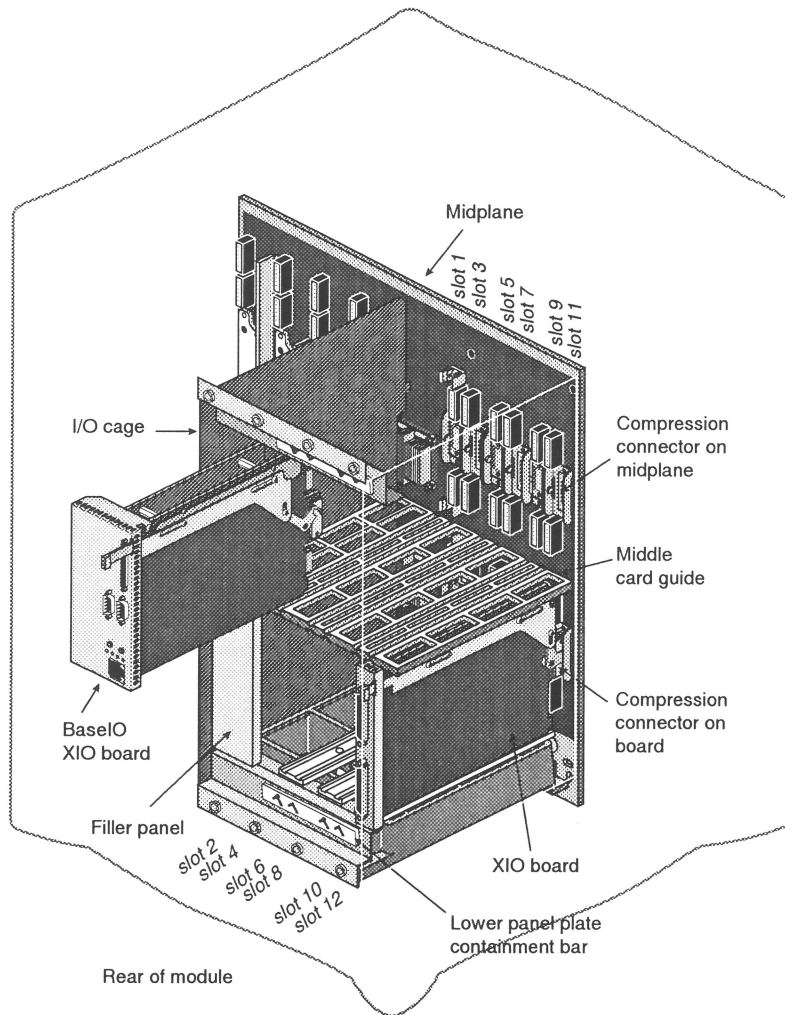 Midplane
slot 1
slot 3
slot 5
slot 7
slot 9
slot 11
I/O cage
Compression
connector on
midplane
Middle
card guide
BaseIO
XIO board
Compression
connector on
board
Filler panel
XIO board
slot 2
slot 4
slot 6
slot 8
slot 10
slot 12
Lower panel plate
containment bar
Rear of module